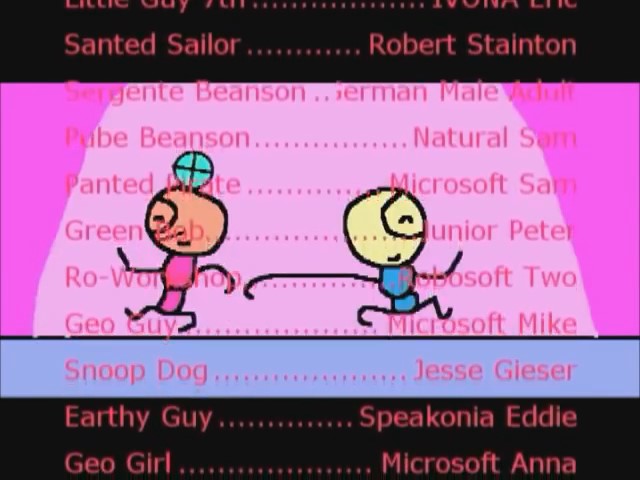 Little Guy 7th.................. IVONA Eric
Santed Sailor............ Robert Stainton
Sergente Beanson ..German Male Adult
Pube Beanson................ Natural Sam
Panted Pirate .............. Microsoft Sam
Green Bob...................... Junior Peter
Ro-Workshop................ Robosoft Two
Geo Guy..................... Microsoft Mike
Snoop Dog.................... Jesse Gieser
Earthy Guy.............. Speakonia Eddie
Geo Girl .................... Microsoft Anna